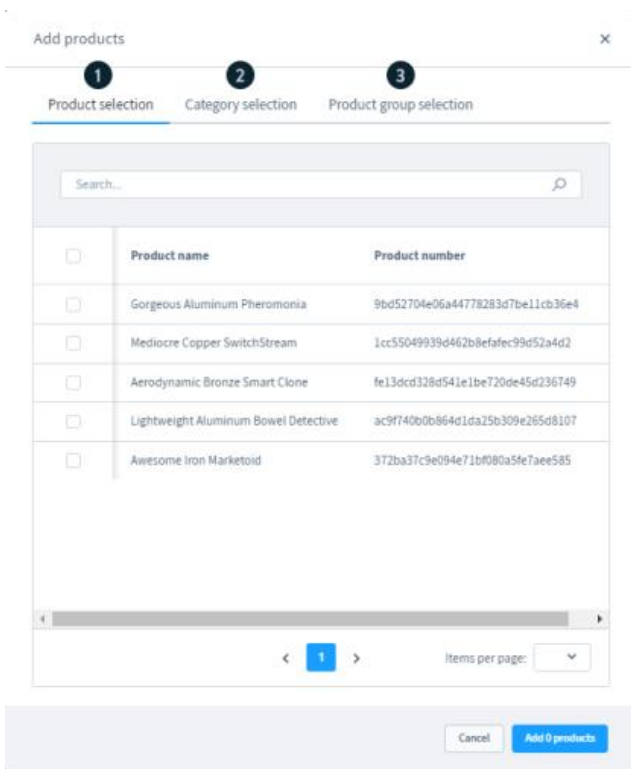 Add products
1 2 3
Product selection Category selection Product group selection
Search...
Product name Product number
Gorgeous Aluminum Pheromonia 9bd52704e06a44778283d7be11cb36e4
Mediocre Copper SwitchStream 1cc55049939d462b8efafec99d52a4d2
Aerodynamic Bronze Smart Clone fe13dcd328d541e1be720de45d236749
Lightweight Aluminum Bowel Detective ac9f740b0b864d1da25b309e265d8107
Awesome Iron Marketoid 372ba37c9e094e71bf080a5fe7aee585
1 Items per page:
Cancel Add 0 products